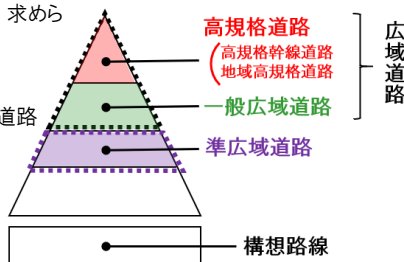 求めら
高規格道路
高規格幹線道路
地域高規格道路
広域道路
道路
一般広域道路
準広域道路
構想路線